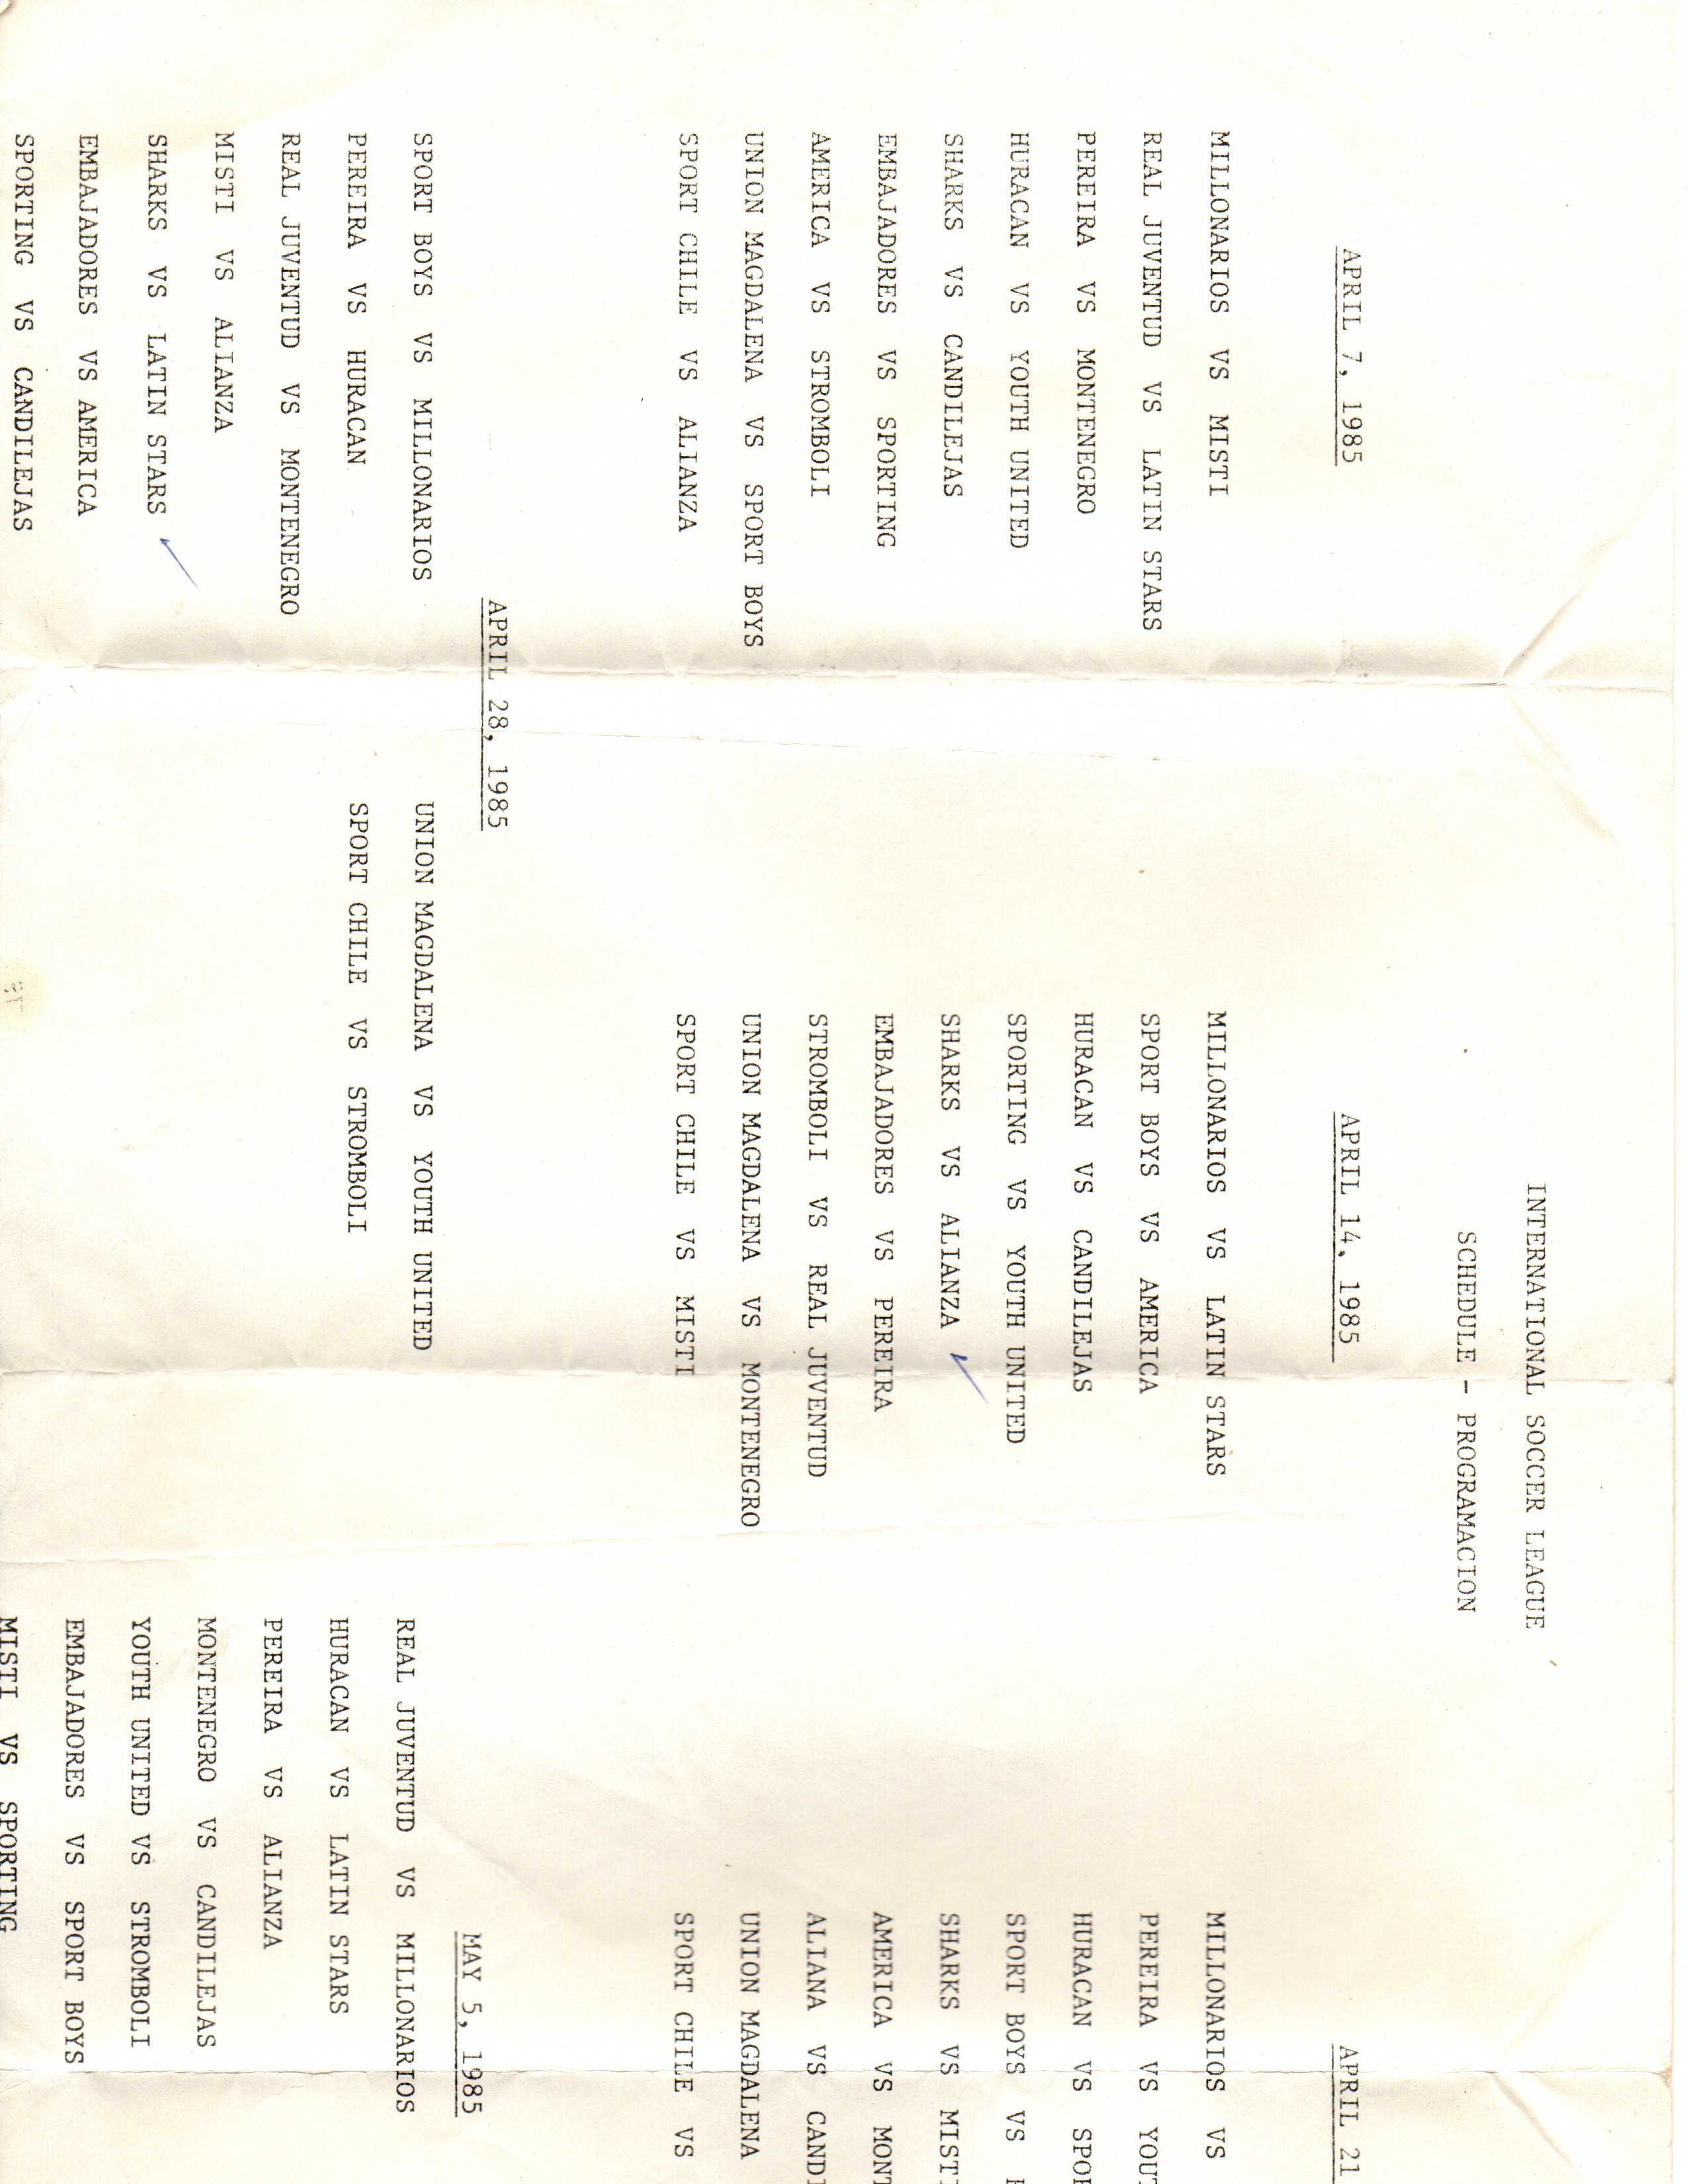 INTERNATIONAL SOCCER LEAGUE
SCHEDULE - PROGRAMACION
APRIL 7, 1985
MILLONARIOS VS MISTI
REAL JUVENTUD VS LATIN STARS
PEREIRA VS MONTENEGRO
HURACAN VS YOUTH UNITED
SHARKS VS CANDILEJAS
EMBAJADORES VS SPORTING
AMERICA VS STROMBOLI
UNION MAGDALENA VS SPORT BOYS
SPORT CHILE VS ALIANZA
APRIL 14, 1985
MILLONARIOS VS LATIN STARS
SPORT BOYS VS AMERICA
HURACAN VS CANDILEJAS
SPORTING VS YOUTH UNITED
SHARKS VS ALIANZA
EMBAJADORES VS PEREIRA
STROMBOLI VS REAL JUVENTUD
UNION MAGDALENA VS MONTENEGRO
SPORT CHILE VS MISTI
APRIL 21
MILLONARIOS VS
PEREIRA VS YOUT
HURACAN VS SPOR
SPORT BOYS VS
SHARKS VS MISTI
AMERICA VS MONT
ALIANA VS CANDI
UNION MAGDALENA
SPORT CHILE VS
APRIL 28, 1985
SPORT BOYS VS MILLONARIOS
PEREIRA VS HURACAN
REAL JUVENTUD VS MONTENEGRO
MISTI VS ALIANZA
SHARKS VS LATIN STARS
EMBAJADORES VS AMERICA
SPORTING VS CANDILEJAS
UNION MAGDALENA VS YOUTH UNITED
SPORT CHILE VS STROMBOLI
MAY 5, 1985
REAL JUVENTUD VS MILLONARIOS
HURACAN VS LATIN STARS
PEREIRA VS ALIANZA
MONTENEGRO VS CANDILEJAS
YOUTH UNITED VS STROMBOLI
EMBAJADORES VS SPORT BOYS
MISTI VS SPORTING